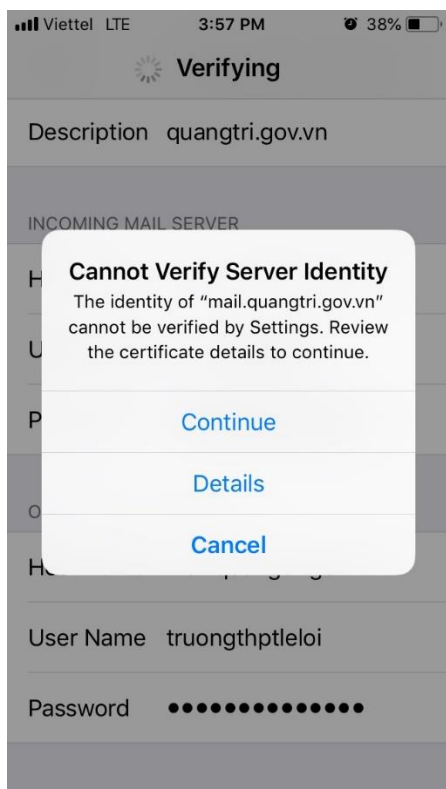 Viettel LTE 3:57 PM 38%
Verifying
Description quangtri.gov.vn
INCOMING MAIL SERVER
Cannot Verify Server Identity
The identity of “mail.quangtri.gov.vn”
cannot be verified by Settings. Review
the certificate details to continue.
Continue
Details
Cancel
User Name truongthptleloi
Password ●●●●●●●●●●●●●●